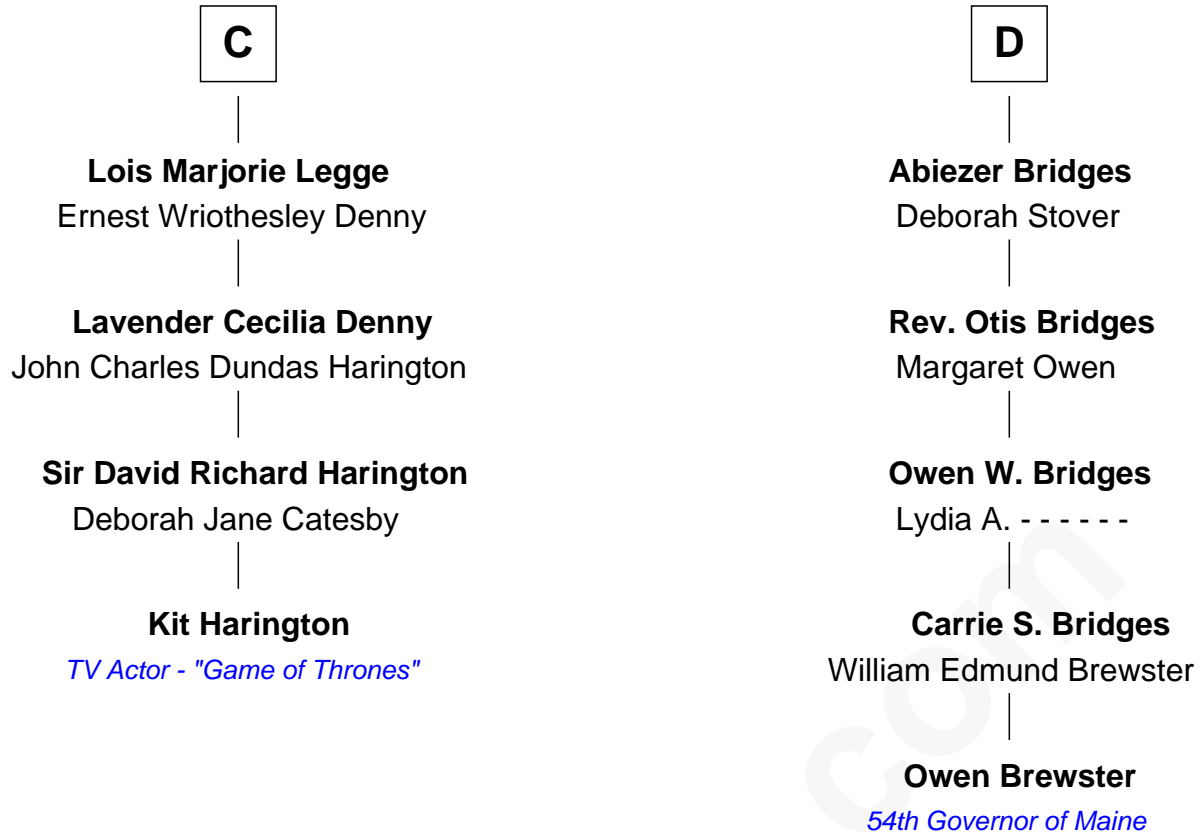 C
Lois Marjorie Legge
Ernest Wriothesley Denny
Lavender Cecilia Denny
John Charles Dundas Harington
Sir David Richard Harington
Deborah Jane Catesby
Kit Harington
TV Actor - "Game of Thrones"
D
Abiezer Bridges
Deborah Stover
Rev. Otis Bridges
Margaret Owen
Owen W. Bridges
Lydia A. - - - - - -
Carrie S. Bridges
William Edmund Brewster
Owen Brewster
54th Governor of Maine
com